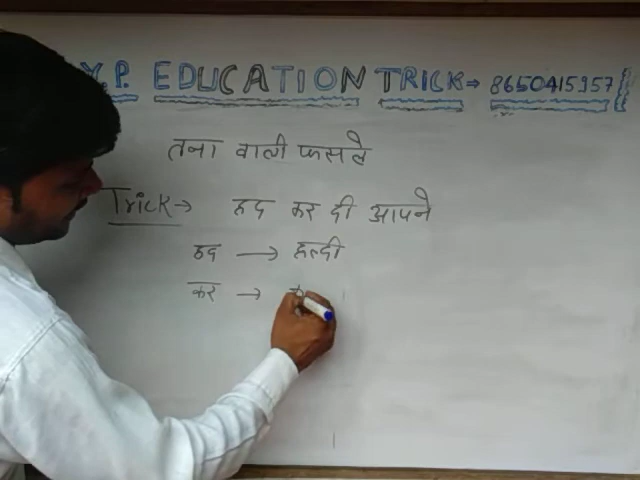 Y.P. EDUCATION TRICK → 8650415957
तना वाली फसले
Trick → हद कर दी आपने
हद → हल्दी
कर →